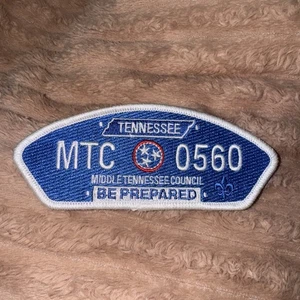 TENNESSEE
MTC 0560
MIDDLE TENNESSEE COUNCIL
BE PREPARED